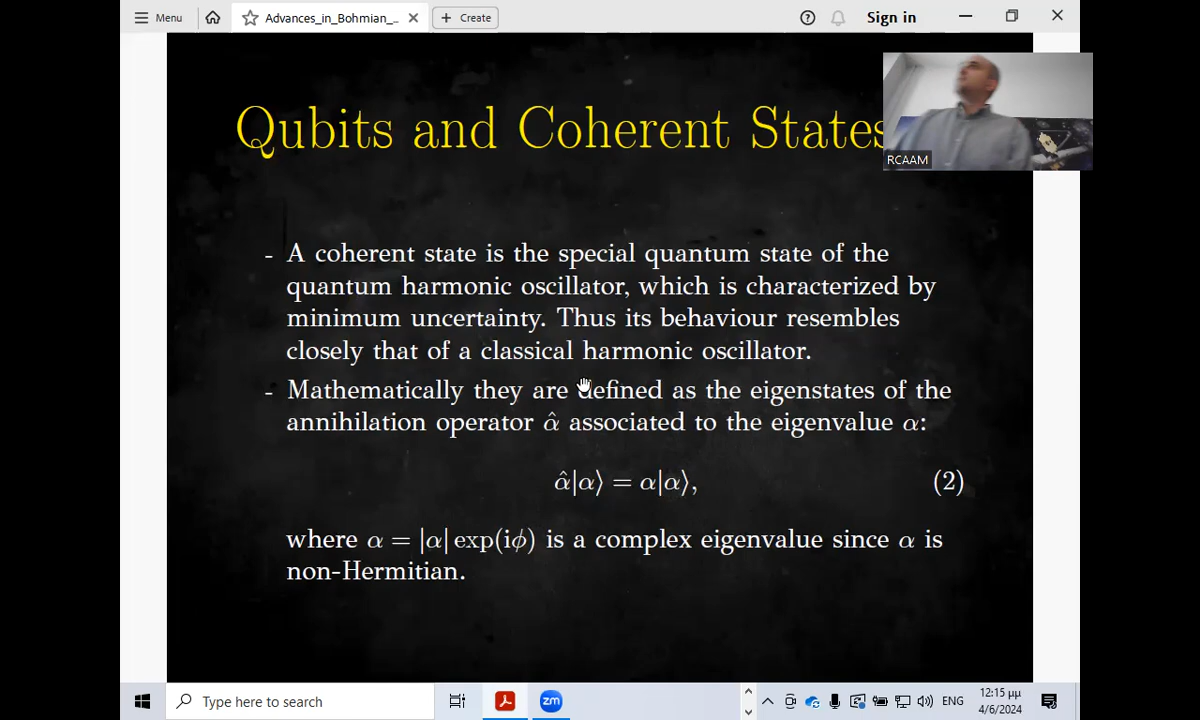 Menu
Advances_in_Bohmian_...
Create
Sign in
Qubits and Coherent States
RCAAM
- A coherent state is the special quantum state of the
quantum harmonic oscillator, which is characterized by
minimum uncertainty. Thus its behaviour resembles
closely that of a classical harmonic oscillator.
- Mathematically they are defined as the eigenstates of the
annihilation operator α̂ associated to the eigenvalue α:
α̂|α⟩ = α|α⟩, (2)
where α = |α| exp(iϕ) is a complex eigenvalue since α is
non-Hermitian.
Type here to search
zm
ENG
12:15 μμ
4/6/2024